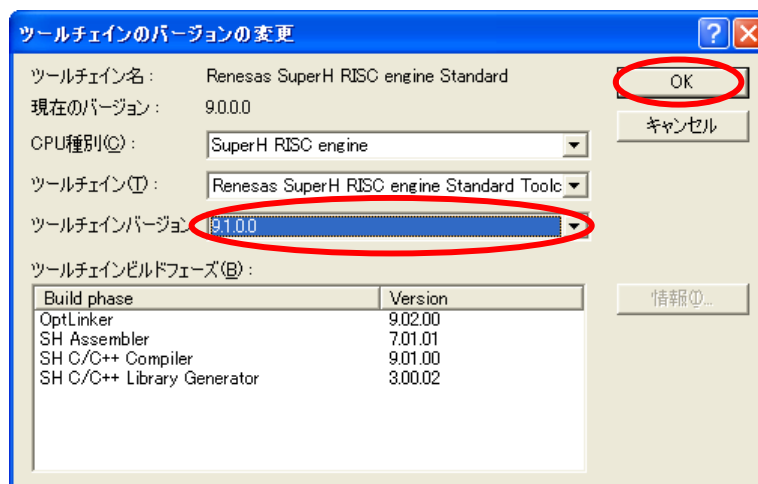 ツールチェインのバージョンの変更
ツールチェイン名： Renesas SuperH RISC engine Standard
OK
現在のバージョン： 9.0.0.0
キャンセル
CPU種別(C)： SuperH RISC engine
ツールチェイン(T)： Renesas SuperH RISC engine Standard Toolc
ツールチェインバージョン 9.1.0.0
ツールチェインビルドフェーズ(B)：
情報(I)...
Build phase Version
OptLinker 9.02.00
SH Assembler 7.01.01
SH C/C++ Compiler 9.01.00
SH C/C++ Library Generator 3.00.02